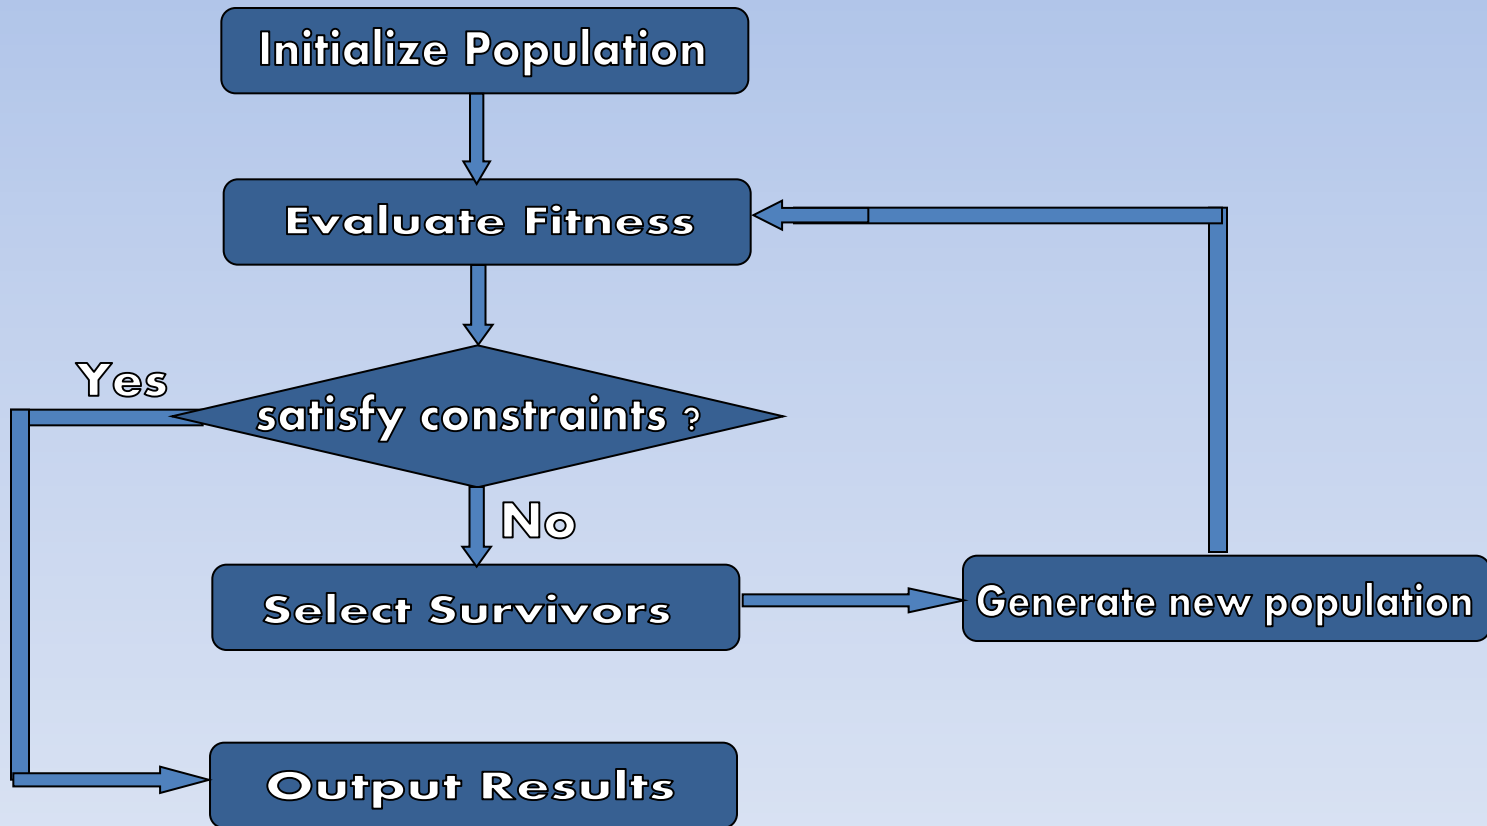 Initialize Population
Evaluate Fitness
Yes
satisfy constraints ?
No
Select Survivors
Generate new population
Output Results